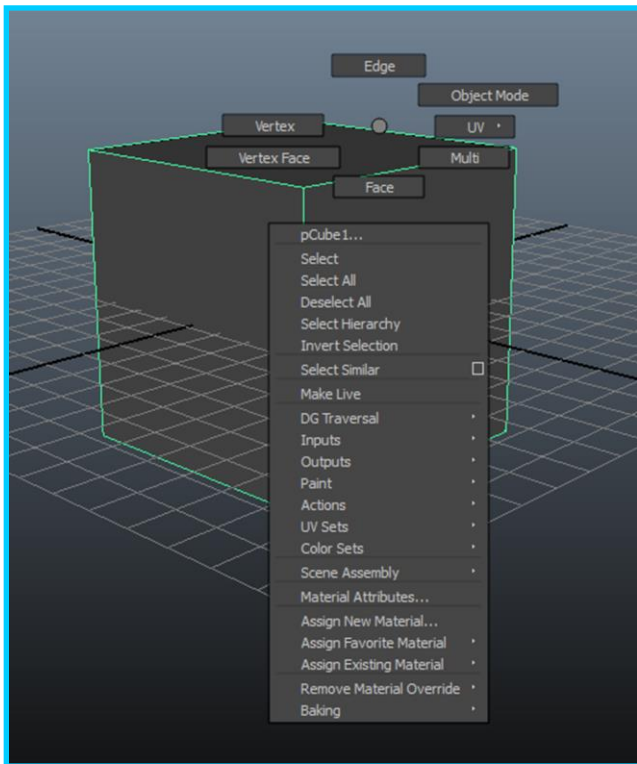 Edge
Object Mode
Vertex
UV
Vertex Face
Multi
Face
pCube1...
Select
Select All
Deselect All
Select Hierarchy
Invert Selection
Select Similar
Make Live
DG Traversal
Inputs
Outputs
Paint
Actions
UV Sets
Color Sets
Scene Assembly
Material Attributes...
Assign New Material...
Assign Favorite Material
Assign Existing Material
Remove Material Override
Baking